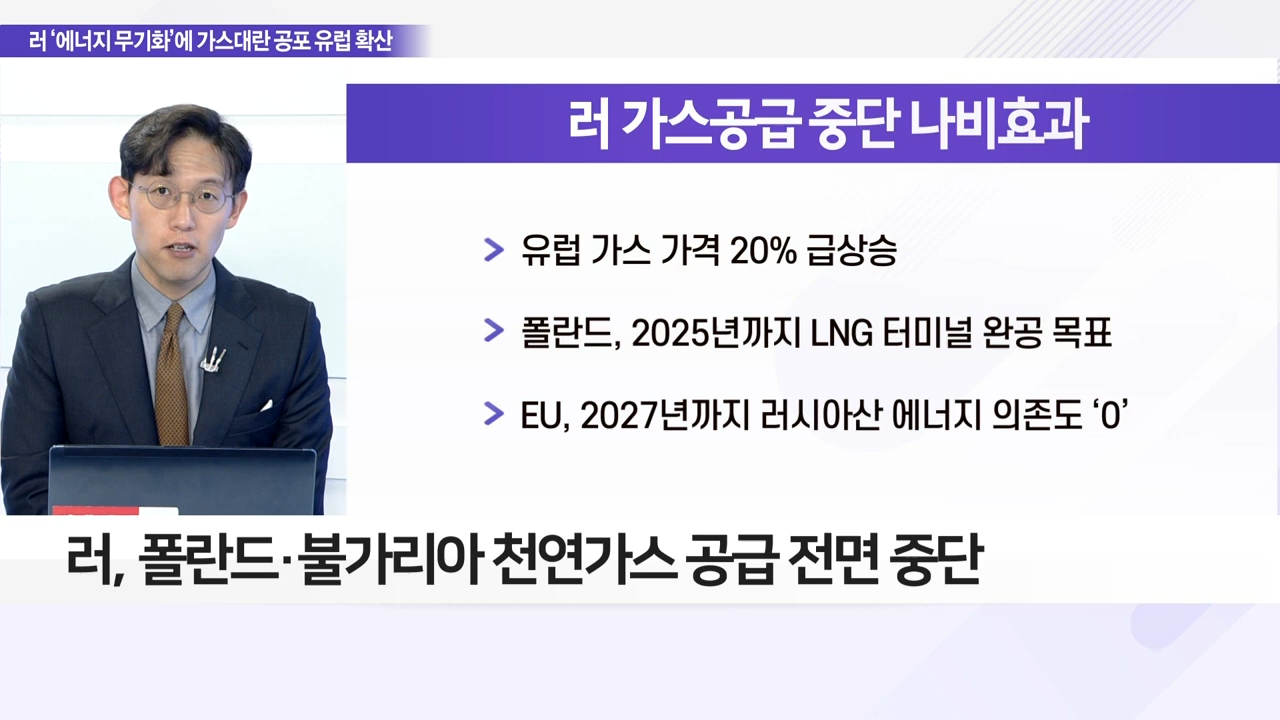 러 ‘에너지 무기화’에 가스대란 공포 유럽 확산
러 가스공급 중단 나비효과
> 유럽 가스 가격 20% 급상승
> 폴란드, 2025년까지 LNG 터미널 완공 목표
> EU, 2027년까지 러시아산 에너지 의존도 ‘0’
러, 폴란드·불가리아 천연가스 공급 전면 중단